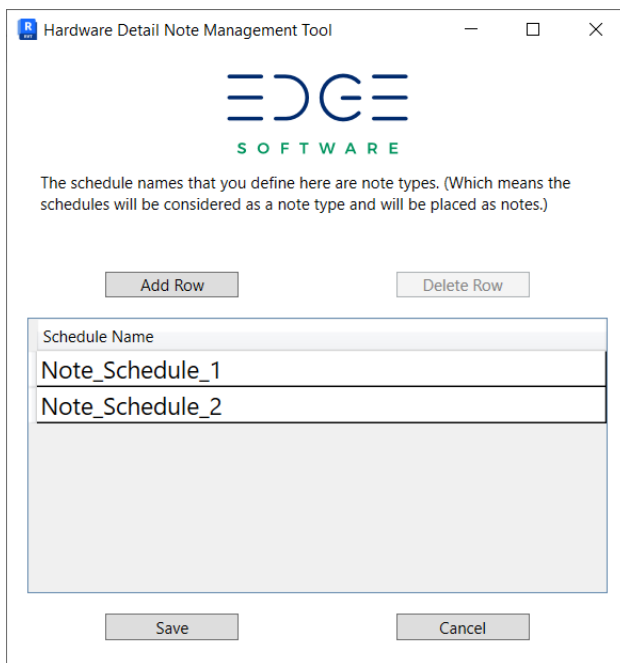 Hardware Detail Note Management Tool
EDGE
SOFTWARE
The schedule names that you define here are note types. (Which means the
schedules will be considered as a note type and will be placed as notes.)
Add Row
Delete Row
Schedule Name
Note_Schedule_1
Note_Schedule_2
Save
Cancel